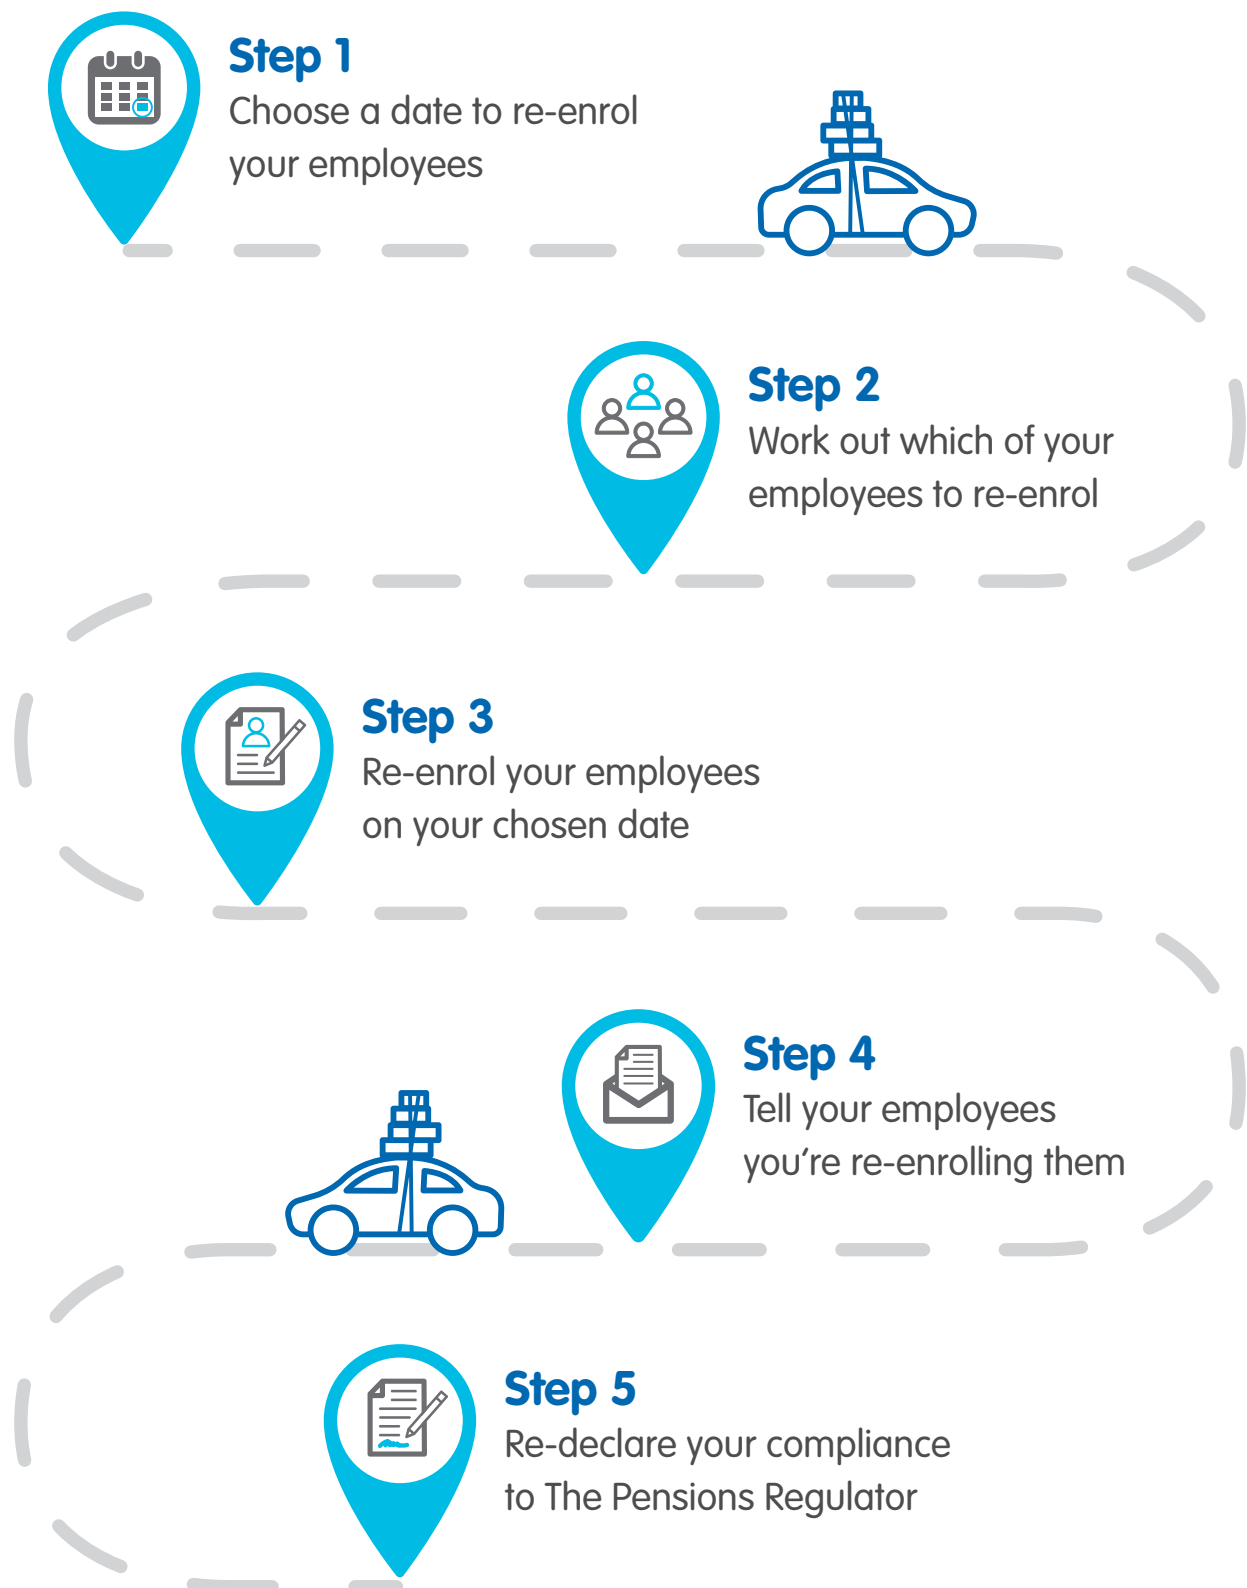 Step 1
Choose a date to re-enrol
your employees
Step 2
Work out which of your
employees to re-enrol
Step 3
Re-enrol your employees
on your chosen date
Step 4
Tell your employees
you're re-enrolling them
Step 5
Re-declare your compliance
to The Pensions Regulator